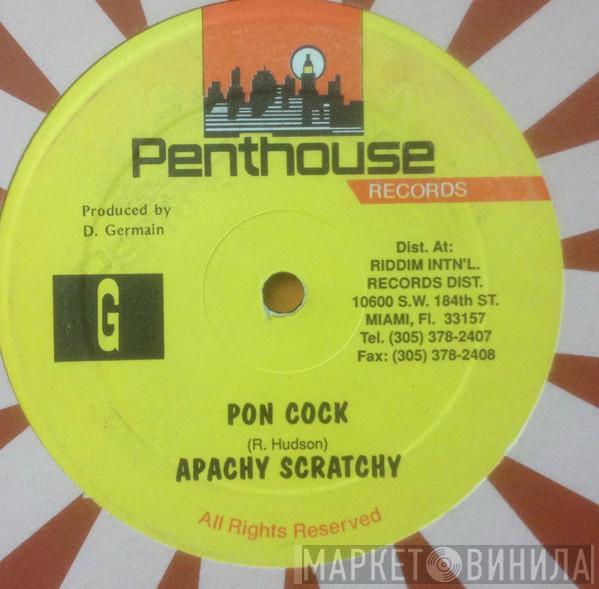 Penthouse
RECORDS
Produced by
D. Germain
G
Dist. At:
RIDDIM INTN'L.
RECORDS DIST.
10600 S.W. 184th ST.
MIAMI, Fl. 33157
Tel. (305) 378-2407
Fax: (305) 378-2408
PON COCK
(R. Hudson)
APACHY SCRATCHY
All Rights Reserved
МАРКЕТ ВИНИЛА